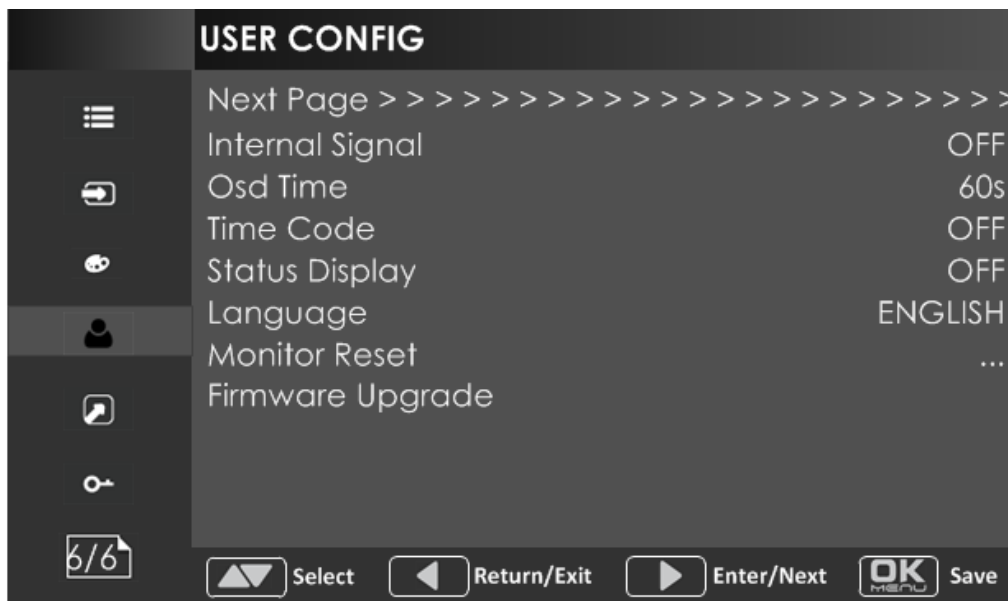 USER CONFIG
Next Page > > > > > > > > > > > > > > > > > > > > > > >
Internal Signal OFF
Osd Time 60s
Time Code OFF
Status Display OFF
Language ENGLISH
Monitor Reset ...
Firmware Upgrade
6/6
Select Return/Exit Enter/Next OK MENU Save